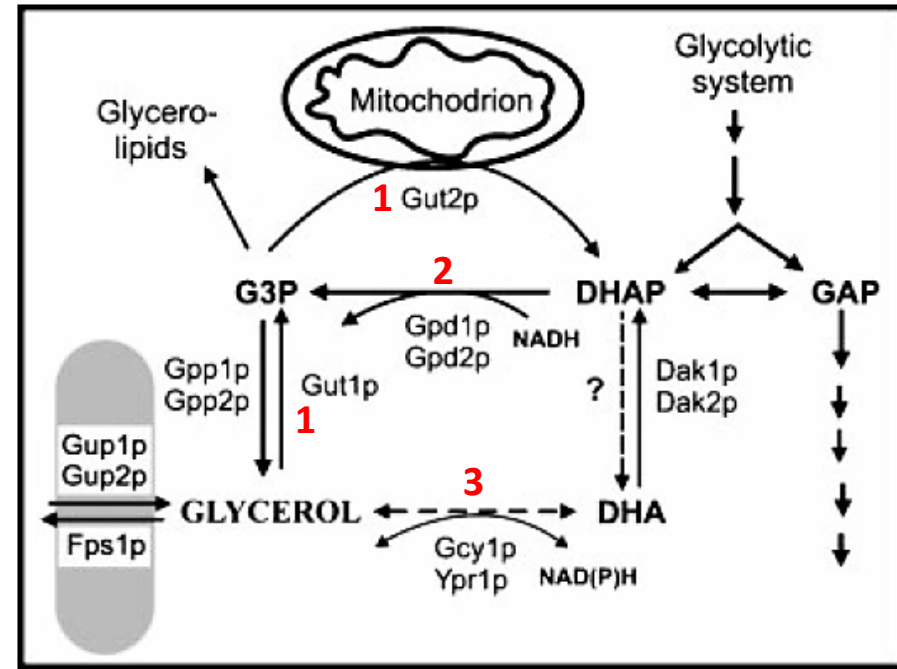 Glycolytic
system
Mitochodrion
Glycero-
lipids
1 Gut2p
2
G3P
DHAP
GAP
Gpd1p
Gpd2p
NADH
Gpp1p
Gpp2p
Gut1p
1
?
Dak1p
Dak2p
Gup1p
Gup2p
3
GLYCEROL
DHA
Fps1p
Gcy1p
Ypr1p
NAD(P)H